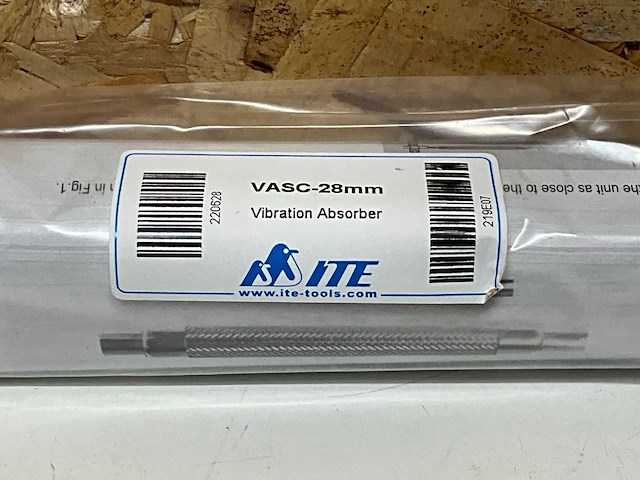 VASC-28mm
Vibration Absorber
220628
219E07
ITE
www.ite-tools.com
the unit as close to the
in Fig.1.